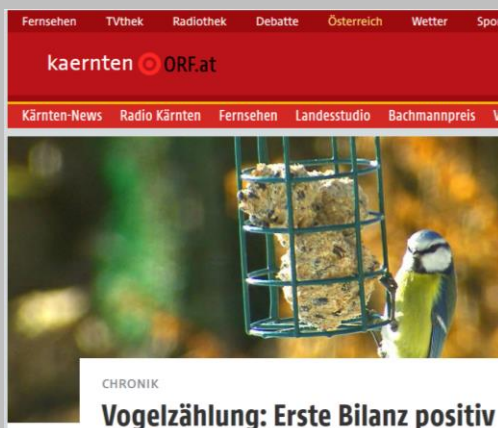 Fernsehen TVthek Radiothek Debatte Österreich Wetter
kaernten ORF.at
Kärnten-News Radio Kärnten Fernsehen Landesstudio Bachmannpreis
CHRONIK
Vogelzählung: Erste Bilanz positiv